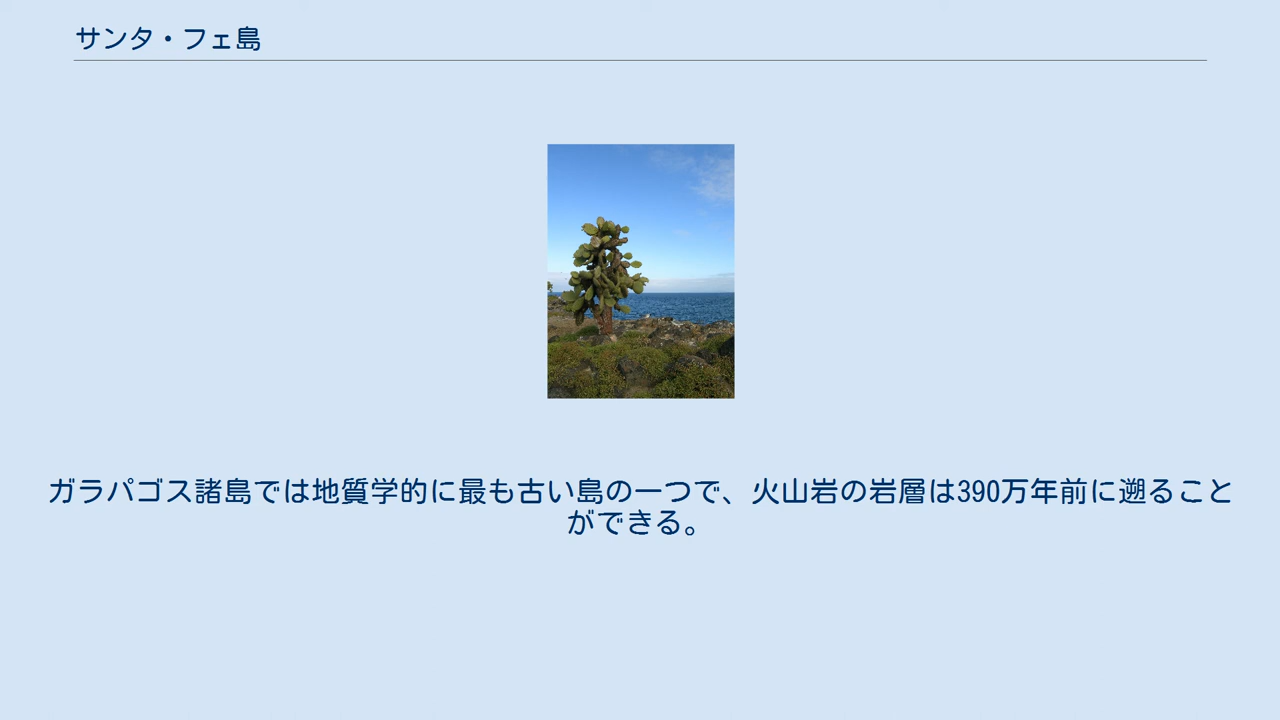 サンタ・フェ島
ガラパゴス諸島では地質学的に最も古い島の一つで、火山岩の岩層は390万年前に遡ること
ができる。